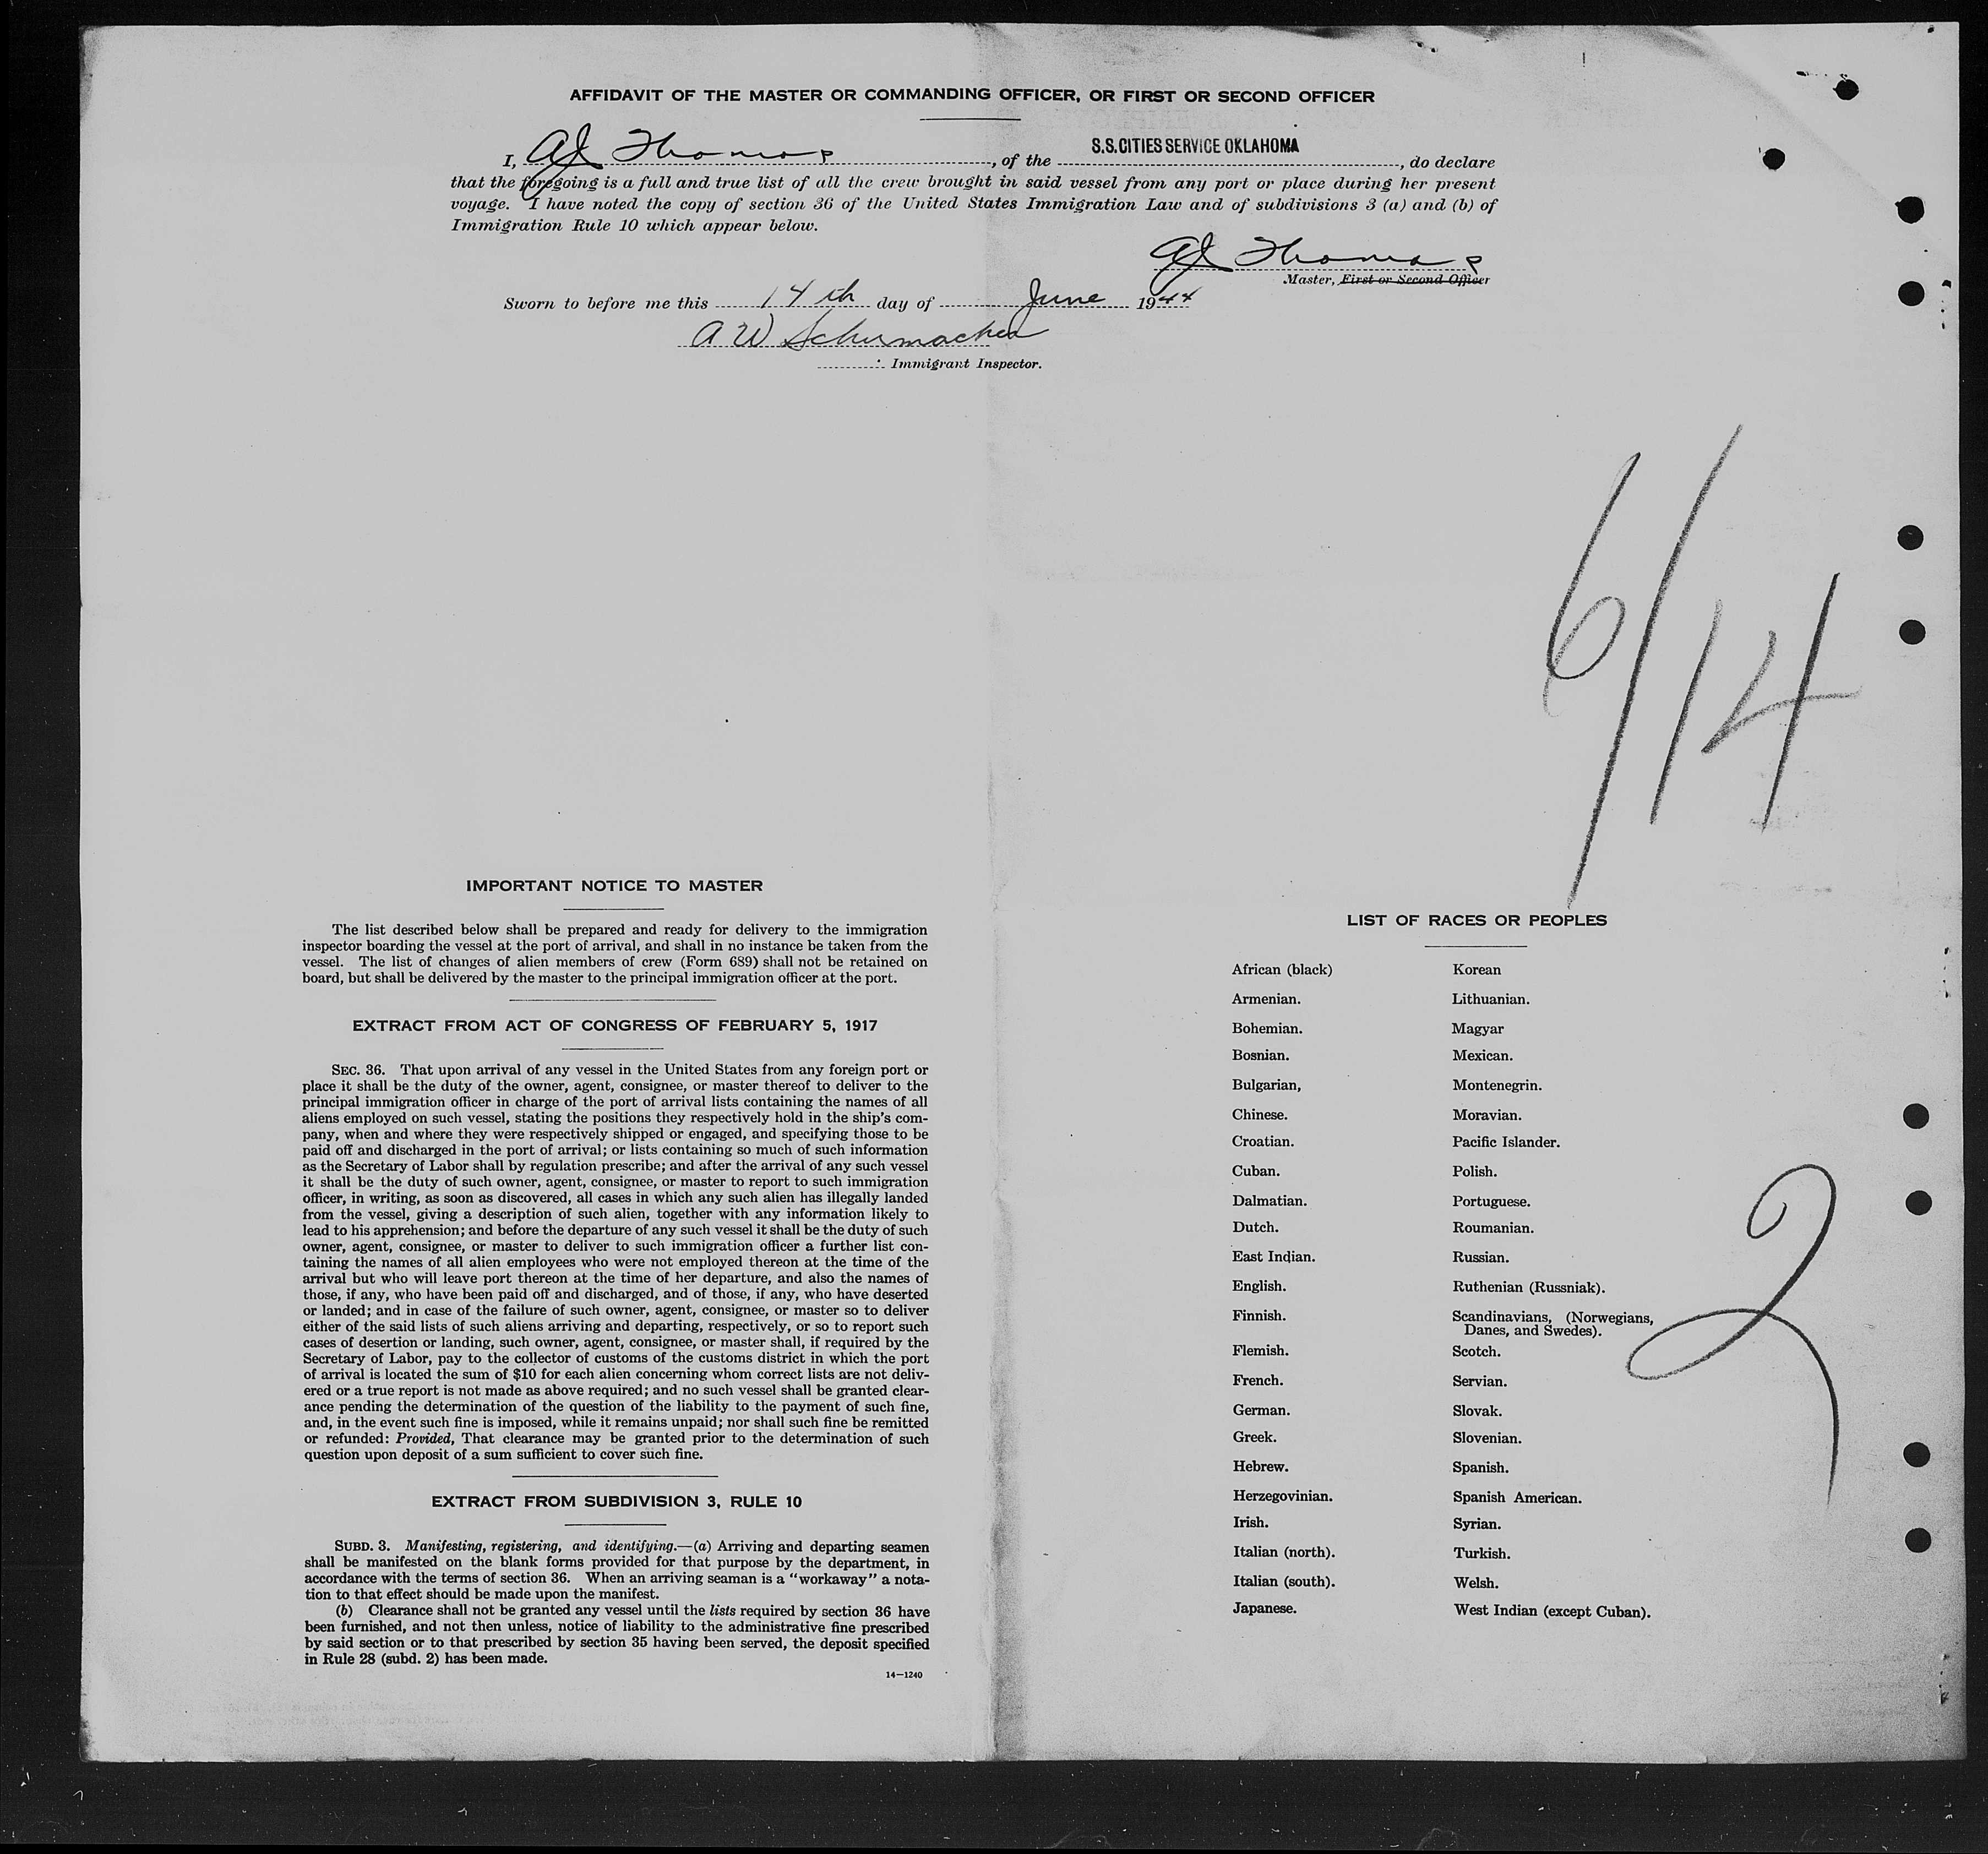 AFFIDAVIT OF THE MASTER OR COMMANDING OFFICER, OR FIRST OR SECOND OFFICER
I, AJ Thomas, of the S.S. CITIES SERVICE OKLAHOMA, do declare
that the foregoing is a full and true list of all the crew brought in said vessel from any port or place during her present
voyage. I have noted the copy of section 36 of the United States Immigration Law and of subdivisions 3 (a) and (b) of
Immigration Rule 10 which appear below.
AJ Thomas
Master, First or Second Officer
Sworn to before me this 14th day of June 1944
A W Schumacher
Immigrant Inspector.
6/14
IMPORTANT NOTICE TO MASTER
The list described below shall be prepared and ready for delivery to the immigration
inspector boarding the vessel at the port of arrival, and shall in no instance be taken from the
vessel. The list of changes of alien members of crew (Form 689) shall not be retained on
board, but shall be delivered by the master to the principal immigration officer at the port.
EXTRACT FROM ACT OF CONGRESS OF FEBRUARY 5, 1917
SEC. 36. That upon arrival of any vessel in the United States from any foreign port or
place it shall be the duty of the owner, agent, consignee, or master thereof to deliver to the
principal immigration officer in charge of the port of arrival lists containing the names of all
aliens employed on such vessel, stating the positions they respectively hold in the ship's com-
pany, when and where they were respectively shipped or engaged, and specifying those to be
paid off and discharged in the port of arrival; or lists containing so much of such information
as the Secretary of Labor shall by regulation prescribe; and after the arrival of any such vessel
it shall be the duty of such owner, agent, consignee, or master to report to such immigration
officer, in writing, as soon as discovered, all cases in which any such alien has illegally landed
from the vessel, giving a description of such alien, together with any information likely to
lead to his apprehension; and before the departure of any such vessel it shall be the duty of such
owner, agent, consignee, or master to deliver to such immigration officer a further list con-
taining the names of all alien employees who were not employed thereon at the time of the
arrival but who will leave port thereon at the time of her departure, and also the names of
those, if any, who have been paid off and discharged, and of those, if any, who have deserted
or landed; and in case of the failure of such owner, agent, consignee, or master so to deliver
either of the said lists of such aliens arriving and departing, respectively, or so to report such
cases of desertion or landing, such owner, agent, consignee, or master shall, if required by the
Secretary of Labor, pay to the collector of customs of the customs district in which the port
of arrival is located the sum of $10 for each alien concerning whom correct lists are not deliv-
ered or a true report is not made as above required; and no such vessel shall be granted clear-
ance pending the determination of the question of the liability to the payment of such fine,
and, in the event such fine is imposed, while it remains unpaid; nor shall such fine be remitted
or refunded: Provided, That clearance may be granted prior to the determination of such
question upon deposit of a sum sufficient to cover such fine.
EXTRACT FROM SUBDIVISION 3, RULE 10
SUBD. 3. Manifesting, registering, and identifying.—(a) Arriving and departing seamen
shall be manifested on the blank forms provided for that purpose by the department, in
accordance with the terms of section 36. When an arriving seaman is a "workaway" a nota-
tion to that effect should be made upon the manifest.
(b) Clearance shall not be granted any vessel until the lists required by section 36 have
been furnished, and not then unless, notice of liability to the administrative fine prescribed
by said section or to that prescribed by section 35 having been served, the deposit specified
in Rule 28 (subd. 2) has been made.
14—1240
LIST OF RACES OR PEOPLES
African (black)
Armenian.
Bohemian.
Bosnian.
Bulgarian,
Chinese.
Croatian.
Cuban.
Dalmatian.
Dutch.
East Indian.
English.
Finnish.
Flemish.
French.
German.
Greek.
Hebrew.
Herzegovinian.
Irish.
Italian (north).
Italian (south).
Japanese.
Korean
Lithuanian.
Magyar
Mexican.
Montenegrin.
Moravian.
Pacific Islander.
Polish.
Portuguese.
Roumanian.
Russian.
Ruthenian (Russniak).
Scandinavians, (Norwegians,
Danes, and Swedes).
Scotch.
Servian.
Slovak.
Slovenian.
Spanish.
Spanish American.
Syrian.
Turkish.
Welsh.
West Indian (except Cuban).
2